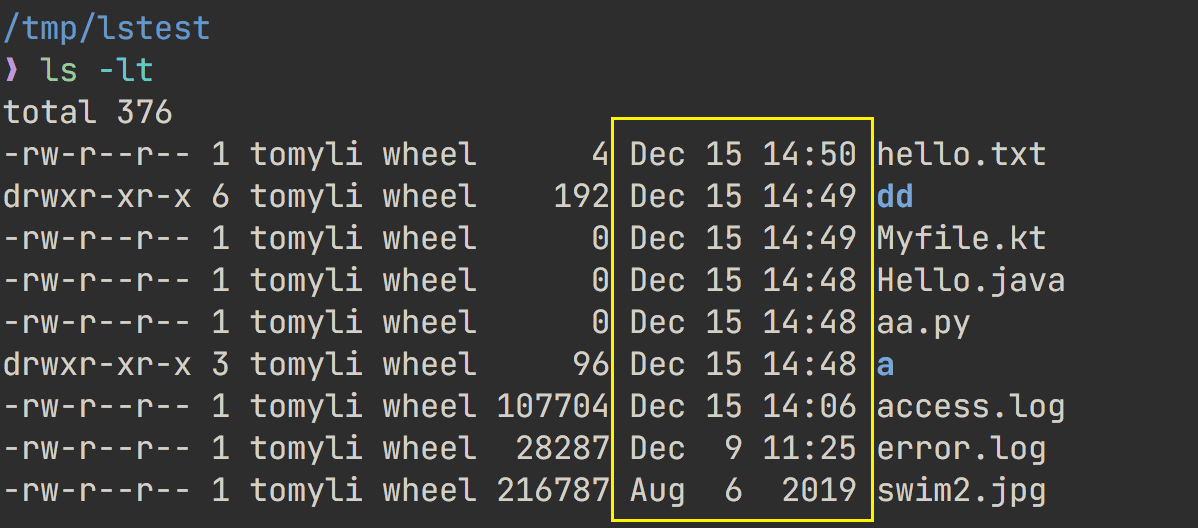 /tmp/lstest
❯ ls -lt
total 376
-rw-r--r-- 1 tomyli wheel      4 Dec 15 14:50 hello.txt
drwxr-xr-x 6 tomyli wheel    192 Dec 15 14:49 dd
-rw-r--r-- 1 tomyli wheel      0 Dec 15 14:49 Myfile.kt
-rw-r--r-- 1 tomyli wheel      0 Dec 15 14:48 Hello.java
-rw-r--r-- 1 tomyli wheel      0 Dec 15 14:48 aa.py
drwxr-xr-x 3 tomyli wheel     96 Dec 15 14:48 a
-rw-r--r-- 1 tomyli wheel 107704 Dec 15 14:06 access.log
-rw-r--r-- 1 tomyli wheel  28287 Dec  9 11:25 error.log
-rw-r--r-- 1 tomyli wheel 216787 Aug  6  2019 swim2.jpg